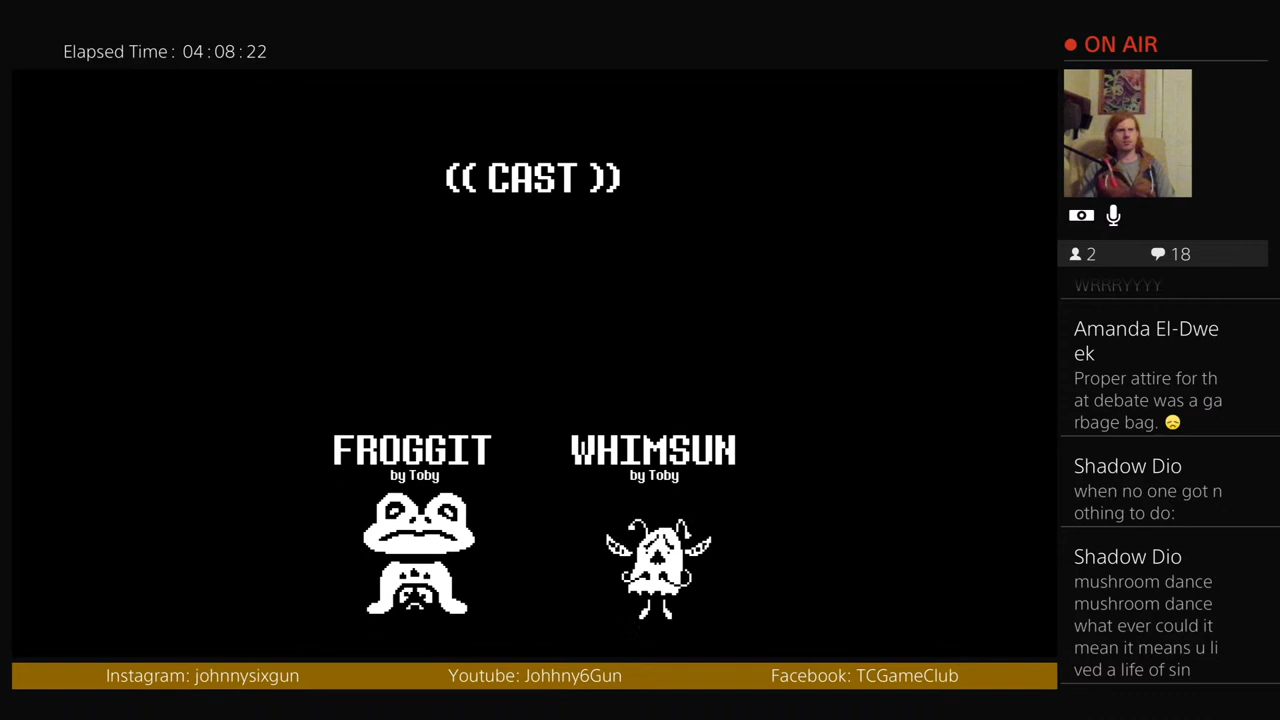 Elapsed Time: 04:08:22
ON AIR
(( CAST ))
2 18
WRRRYYYY
Amanda El-Dwe
ek
Proper attire for th
at debate was a ga
rbage bag. 😞
FROGGIT WHIMSUN
by Toby by Toby
Shadow Dio
when no one got n
othing to do:
Shadow Dio
mushroom dance
mushroom dance
what ever could it
mean it means u li
ved a life of sin
Instagram: johnnysixgun Youtube: Johhny6Gun Facebook: TCGameClub